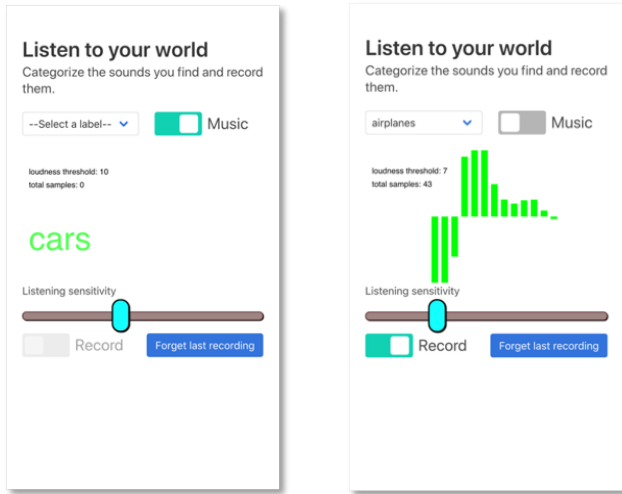 Listen to your world
Categorize the sounds you find and record
them.
--Select a label-- Music
loudness threshold: 10
total samples: 0
cars
Listening sensitivity
Record Forget last recording
Listen to your world
Categorize the sounds you find and record
them.
airplanes Music
loudness threshold: 7
total samples: 43
Listening sensitivity
Record Forget last recording